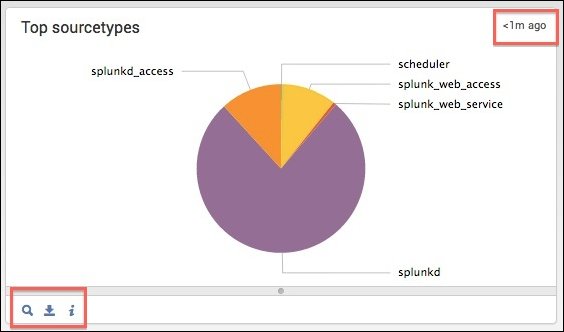 Top sourcetypes
<1m ago
splunkd_access
scheduler
splunk_web_access
splunk_web_service
splunkd